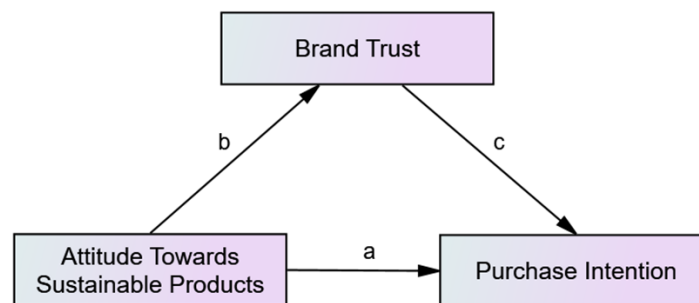 Brand Trust
b
c
Attitude Towards
Sustainable Products
a
Purchase Intention